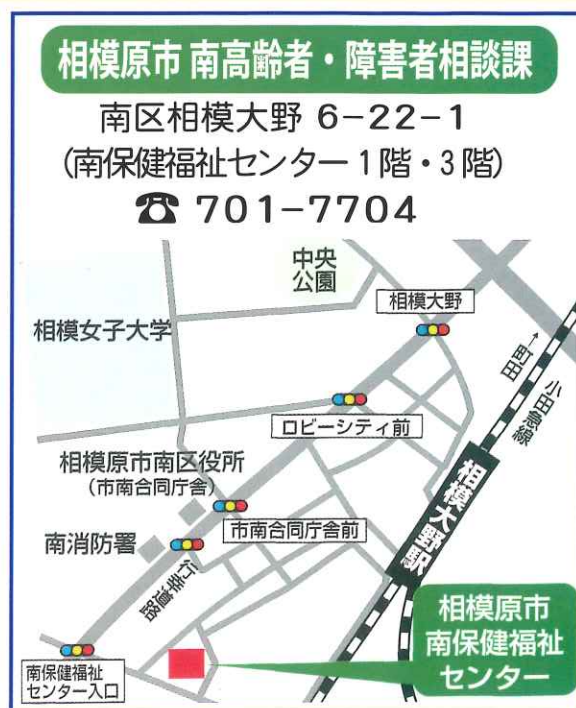 相模原市 南高齢者・障害者相談課
南区相模大野 6-22-1
(南保健福祉センター 1階・3階)
☎ 701-7704
中央
公園
相模大野
相模女子大学
→町田
小田急線
ロビーシティ前
相模原市南区役所
(市南合同庁舎)
市南合同庁舎前
相模大野駅
南消防署
行幸道路
相模原市
南保健福祉
センター
南保健福祉
センター入口